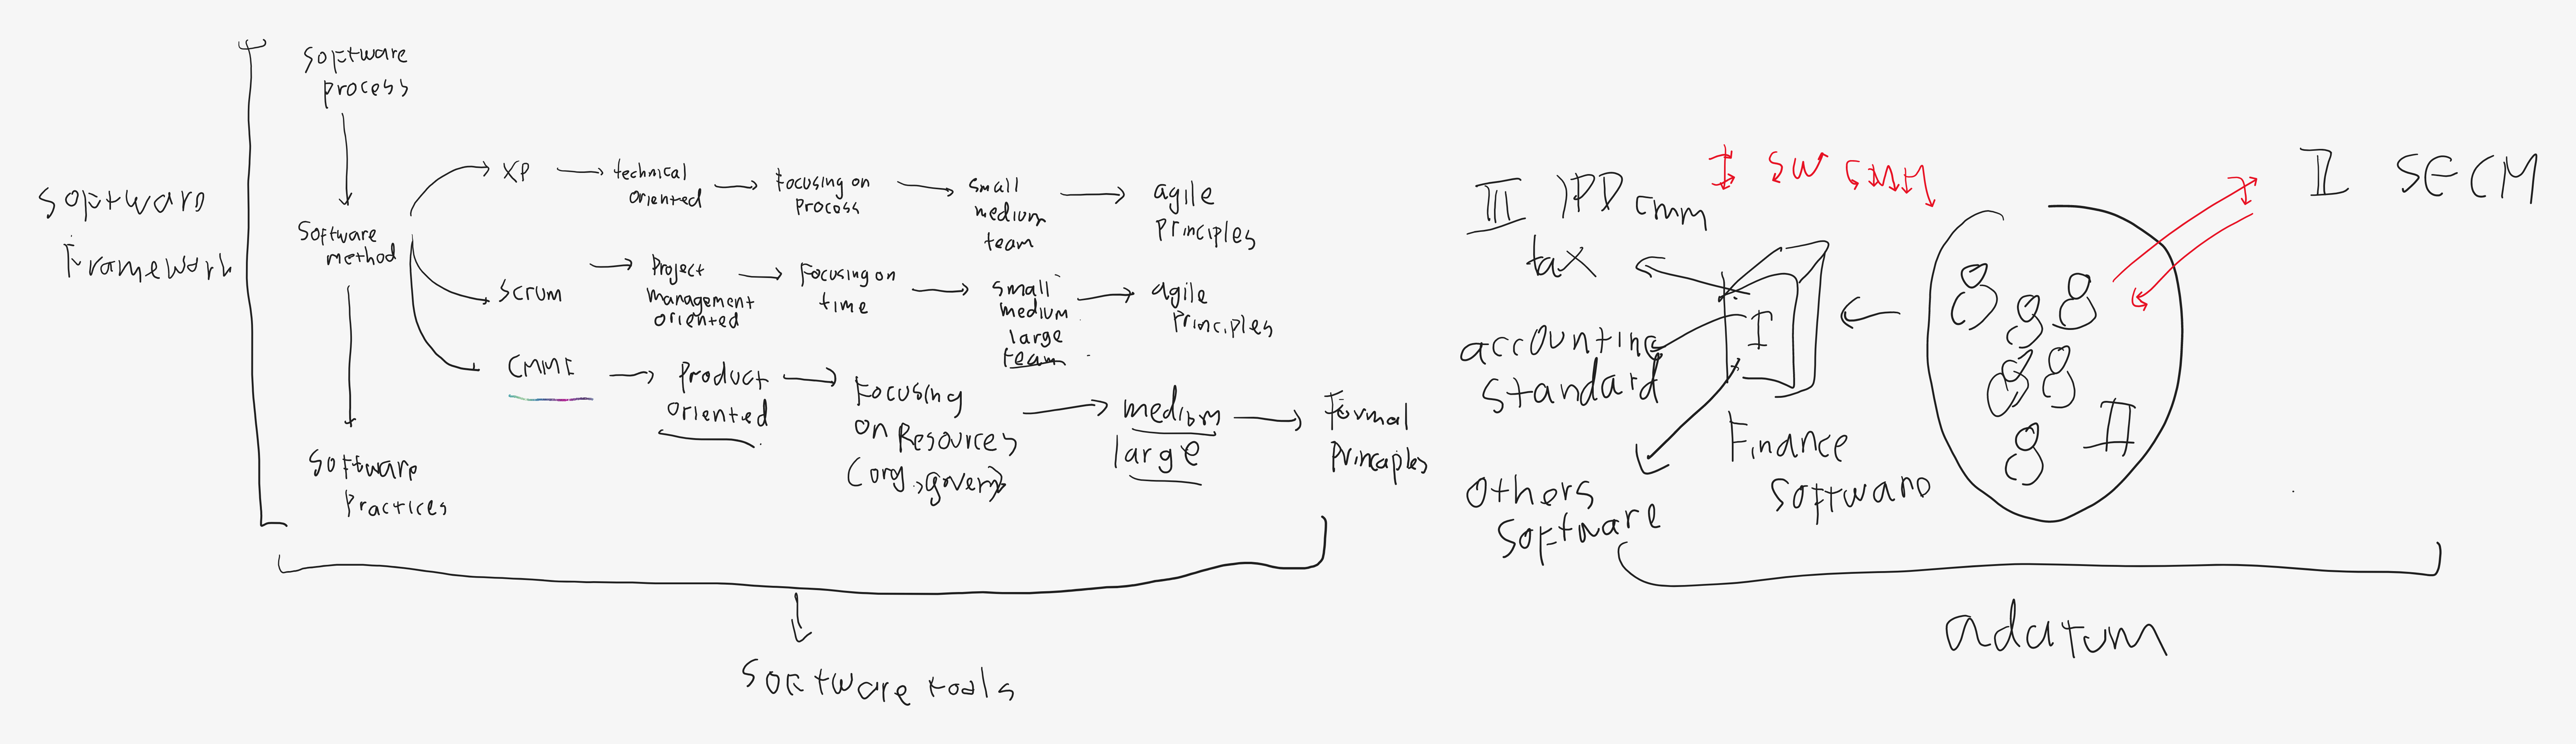 Software
Framework
Software
process
Software
method
Software
Practices
XP
technical
oriented
Focusing on
process
small
medium
team
agile
principles
scrum
Project
management
oriented
Focusing on
time
small
medium
large
team
agile
principles
CMMI
Product
oriented
Focusing
on Resources
(org, govern)
medium
large
Formal
Principles
Software tools
III IPD cmm
I SW CMM
II SECM
tax
accounting
standard
Others
software
I
Finance
software
II
adatum